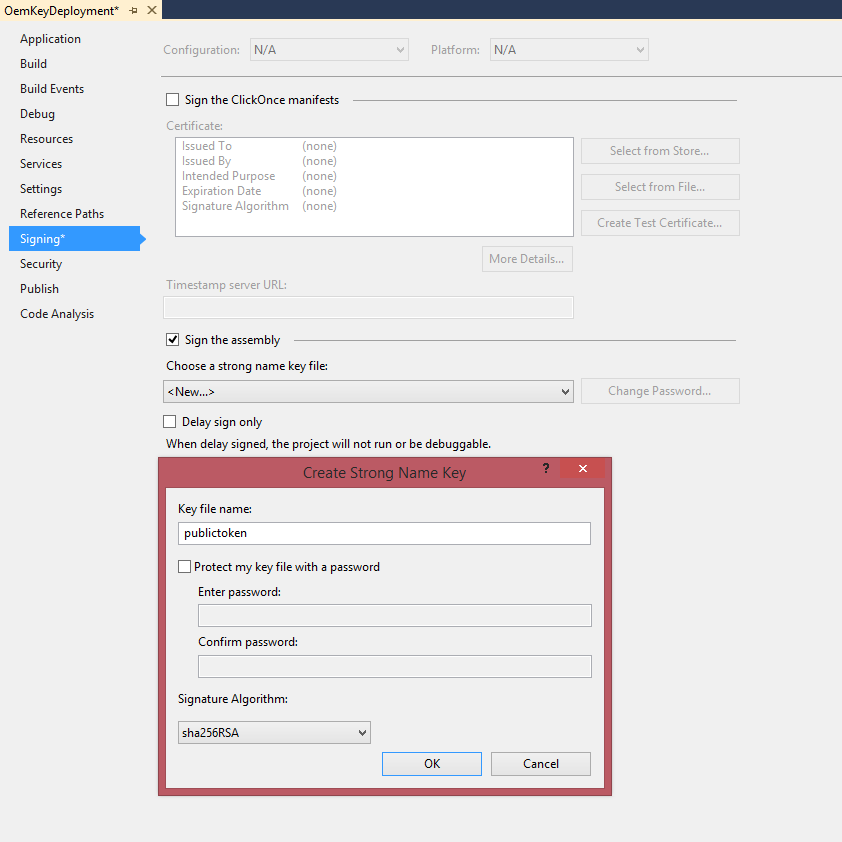 OemKeyDeployment*
Application
Build
Build Events
Debug
Resources
Services
Settings
Reference Paths
Signing*
Security
Publish
Code Analysis
Configuration: N/A Platform: N/A
Sign the ClickOnce manifests
Certificate:
Issued To (none)
Issued By (none)
Intended Purpose (none)
Expiration Date (none)
Signature Algorithm (none)
Select from Store...
Select from File...
Create Test Certificate...
More Details...
Timestamp server URL:
Sign the assembly
Choose a strong name key file:
<New...> Change Password...
Delay sign only
When delay signed, the project will not run or be debuggable.
Create Strong Name Key ?
Key file name:
publictoken
Protect my key file with a password
Enter password:
Confirm password:
Signature Algorithm:
sha256RSA
OK Cancel